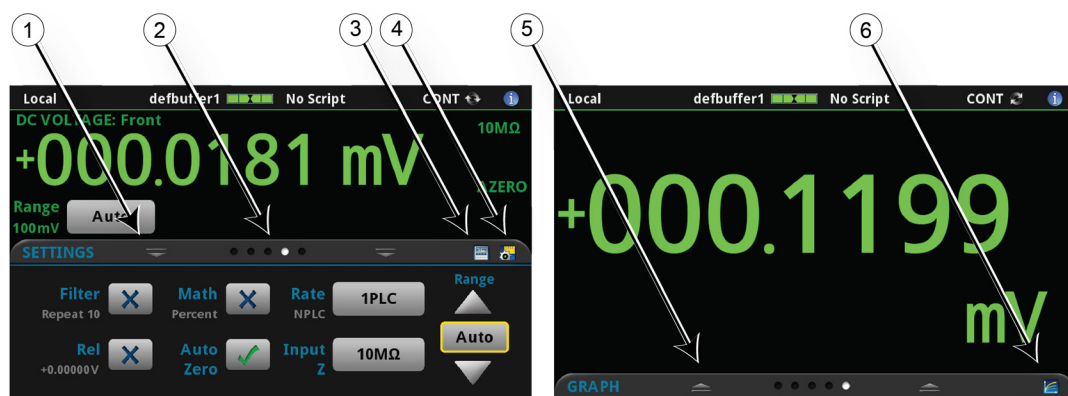 1 2 3 4 5 6
Local defbuffer1 No Script CONT
DC VOLTAGE: Front
10MΩ
+000.0181 mV
AZERO
Range
100mV
Auto
SETTINGS
Filter
Repeat 10
Math
Percent
Rate
NPLC
1PLC
Range
Auto
Rel
+0.00000V
Auto
Zero
Input
Z
10MΩ
Local defbuffer1 No Script CONT
+000.1199
mV
GRAPH